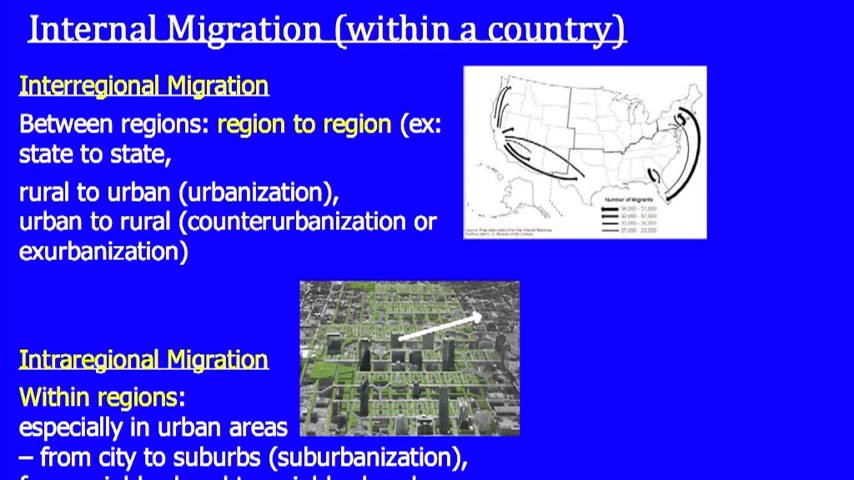 Internal Migration (within a country)
Interregional Migration
Between regions: region to region (ex:
state to state,
rural to urban (urbanization),
urban to rural (counterurbanization or
exurbanization)
Number of Migrants
Intraregional Migration
Within regions:
especially in urban areas
– from city to suburbs (suburbanization),